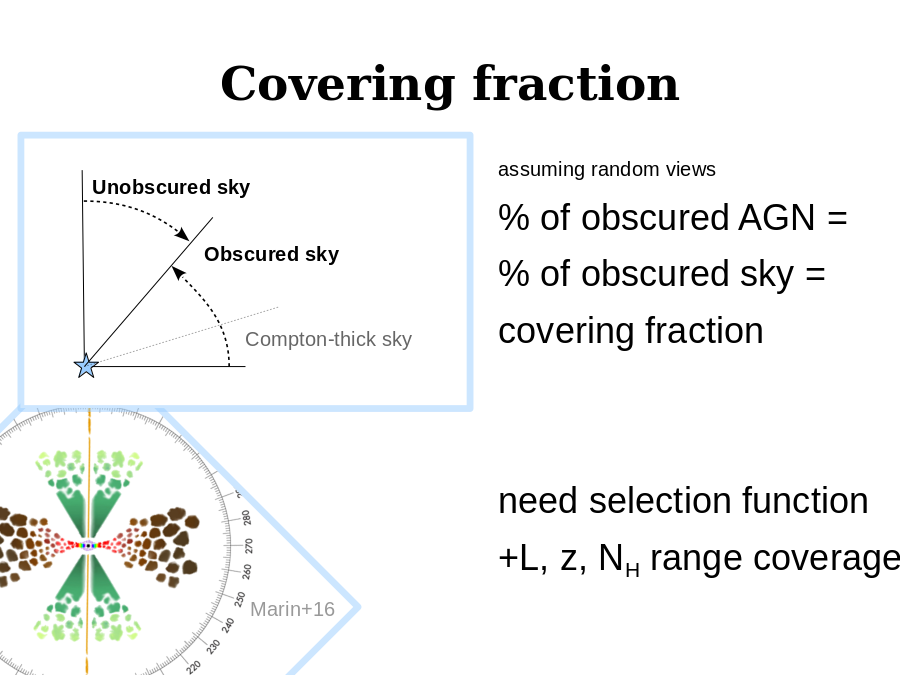 Covering fraction
Unobscured sky
Obscured sky
Compton-thick sky
assuming random views
% of obscured AGN =
% of obscured sky =
covering fraction
need selection function
+L, z, NH range coverage
280
270
260
250
240
230
220
Marin+16